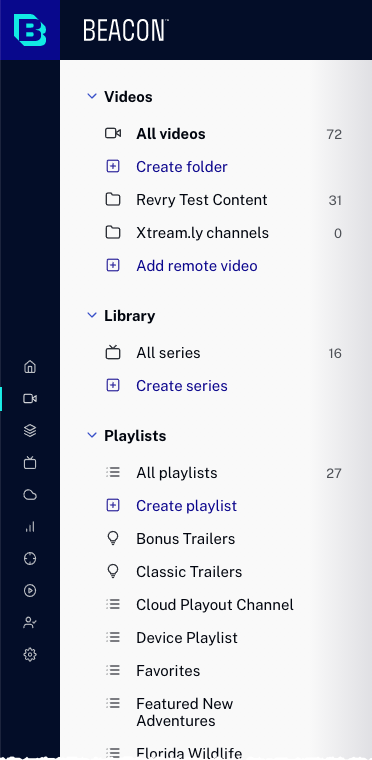 BEACON™
Videos
All videos 72
Create folder
Revry Test Content 31
Xtream.ly channels 0
Add remote video
Library
All series 16
Create series
Playlists
All playlists 27
Create playlist
Bonus Trailers
Classic Trailers
Cloud Playout Channel
Device Playlist
Favorites
Featured New
Adventures
Florida Wildlife